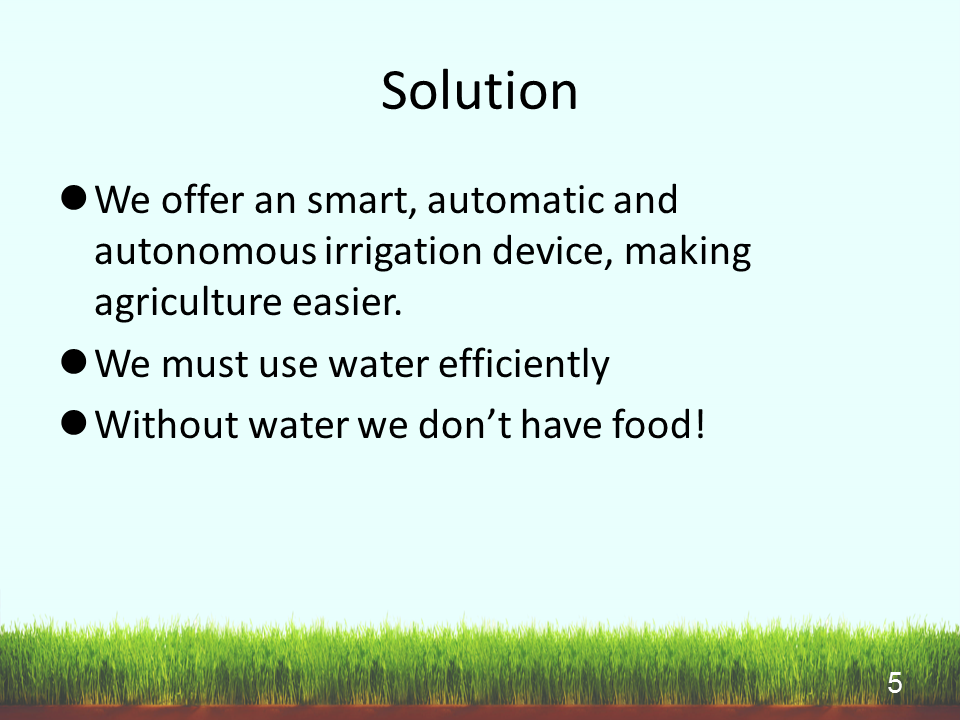 Solution
● We offer an smart, automatic and
autonomous irrigation device, making
agriculture easier.
● We must use water efficiently
● Without water we don’t have food!
5